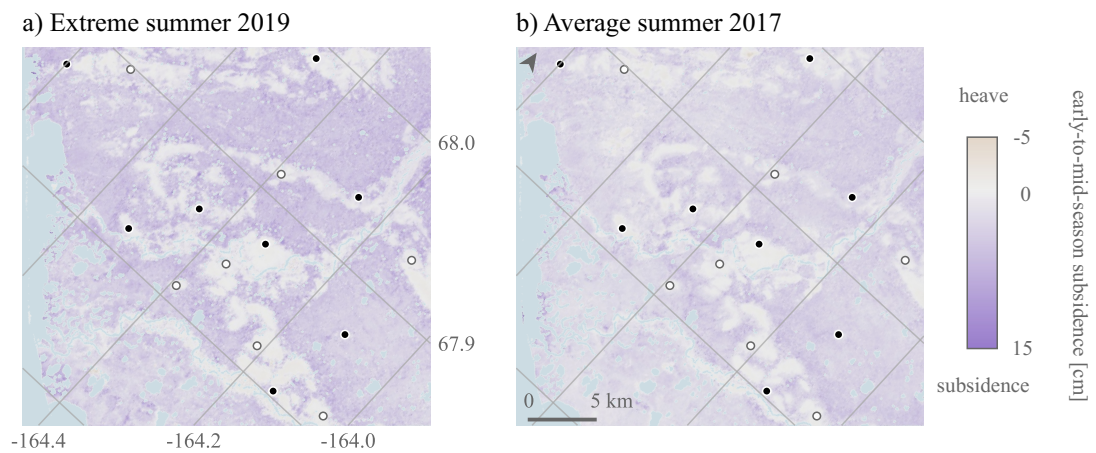 a) Extreme summer 2019
b) Average summer 2017
68.0
67.9
-164.4
-164.2
-164.0
0
5 km
heave
-5
0
15
subsidence
early-to-mid-season subsidence [cm]